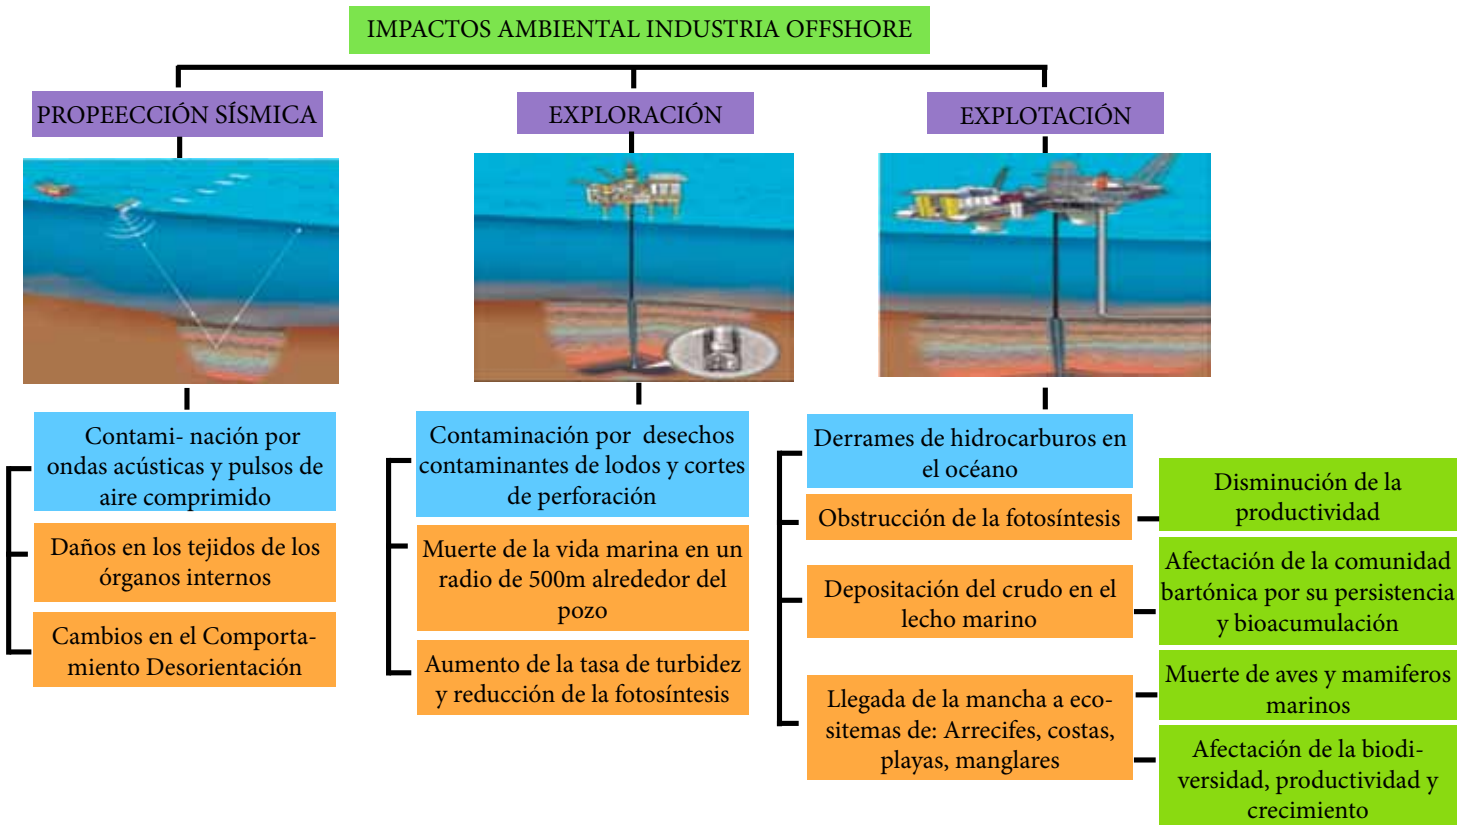 IMPACTOS AMBIENTAL INDUSTRIA OFFSHORE
PROPEECCIÓN SÍSMICA
Contami- nación por
ondas acústicas y pulsos de
aire comprimido
Daños en los tejidos de los
órganos internos
Cambios en el Comporta-
miento Desorientación
EXPLORACIÓN
Contaminación por desechos
contaminantes de lodos y cortes
de perforación
Muerte de la vida marina en un
radio de 500m alrededor del
pozo
Aumento de la tasa de turbidez
y reducción de la fotosíntesis
EXPLOTACIÓN
Derrames de hidrocarburos en
el océano
Obstrucción de la fotosíntesis
Disminución de la
productividad
Depositación del crudo en el
lecho marino
Afectación de la comunidad
bartónica por su persistencia
y bioacumulación
Llegada de la mancha a eco-
sitemas de: Arrecifes, costas,
playas, manglares
Muerte de aves y mamiferos
marinos
Afectación de la biodi-
versidad, productividad y
crecimiento